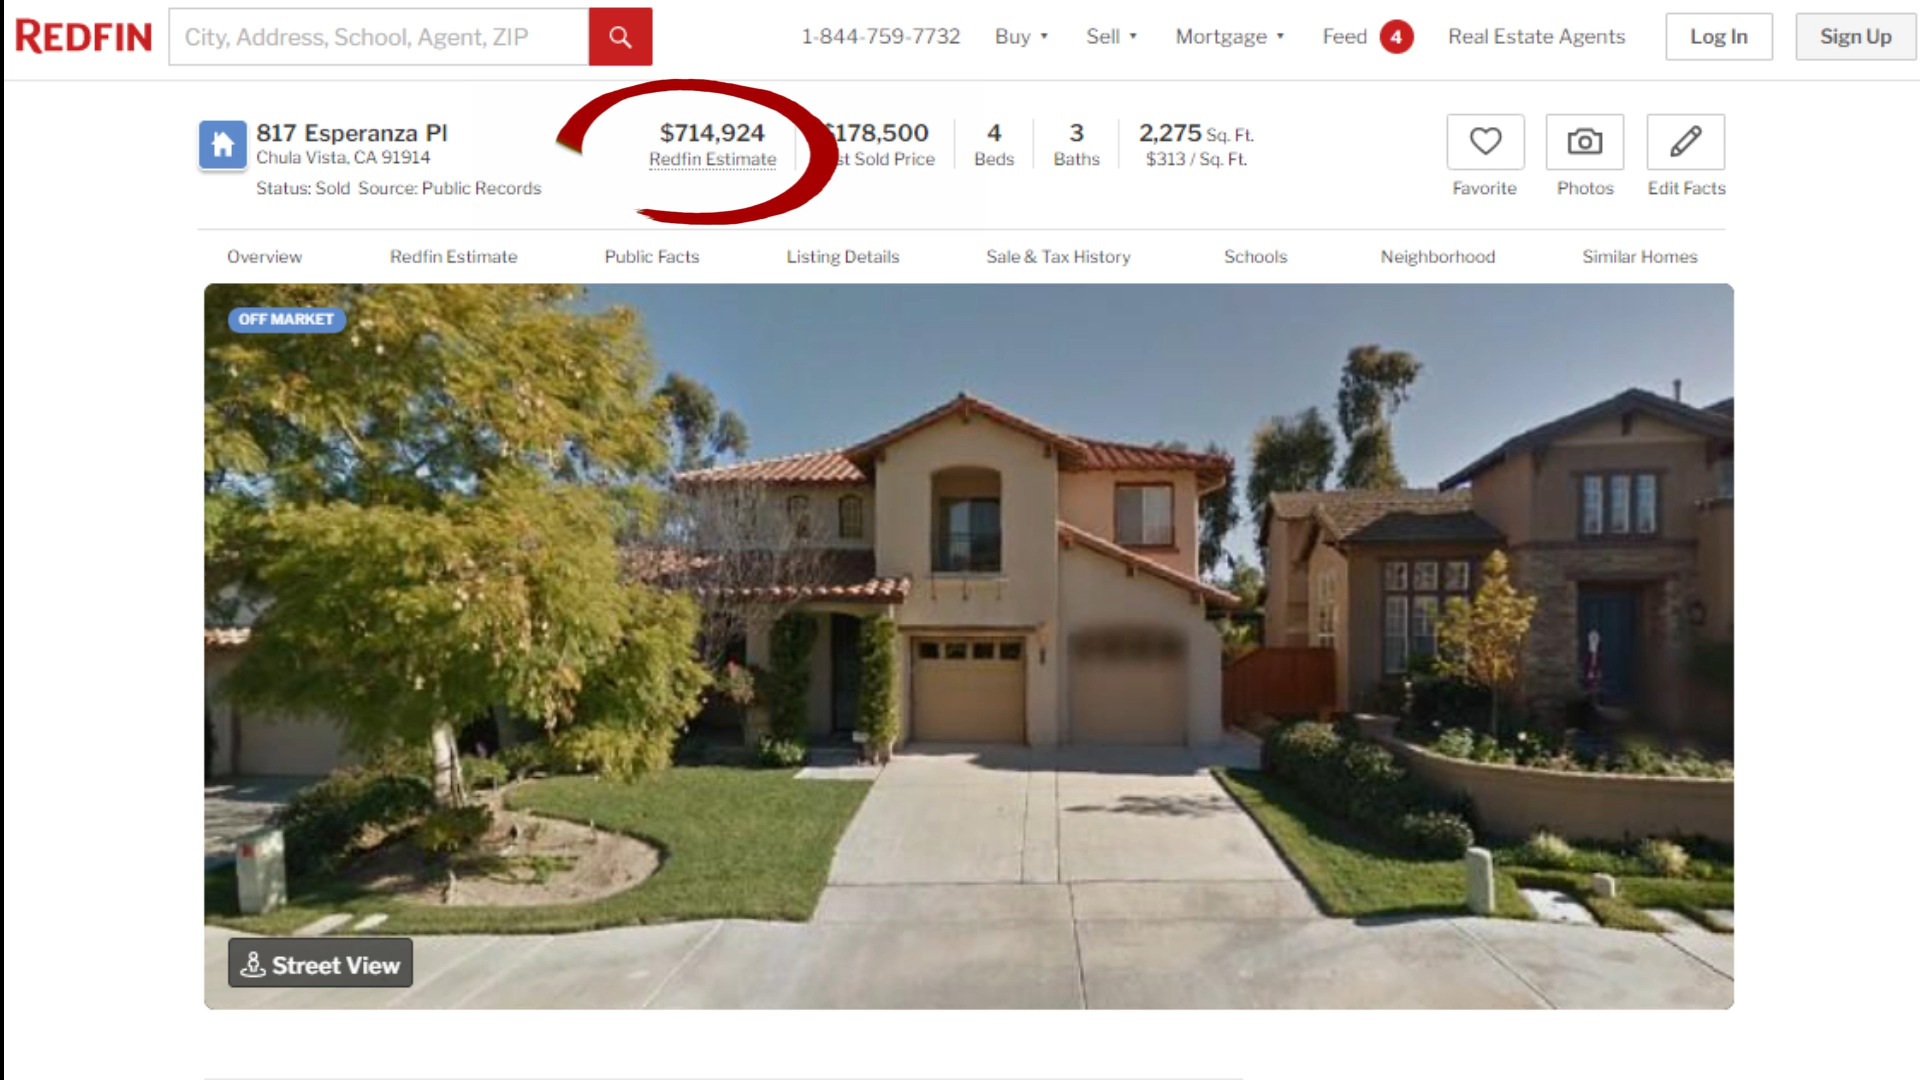 REDFIN
City, Address, School, Agent, ZIP
1-844-759-7732
Buy
Sell
Mortgage
Feed 4
Real Estate Agents
Log In
Sign Up
817 Esperanza Pl
Chula Vista, CA 91914
Status: Sold Source: Public Records
$714,924
Redfin Estimate
$178,500
st Sold Price
4
Beds
3
Baths
2,275 Sq. Ft.
$313 / Sq. Ft.
Favorite
Photos
Edit Facts
Overview
Redfin Estimate
Public Facts
Listing Details
Sale & Tax History
Schools
Neighborhood
Similar Homes
OFF MARKET
Street View